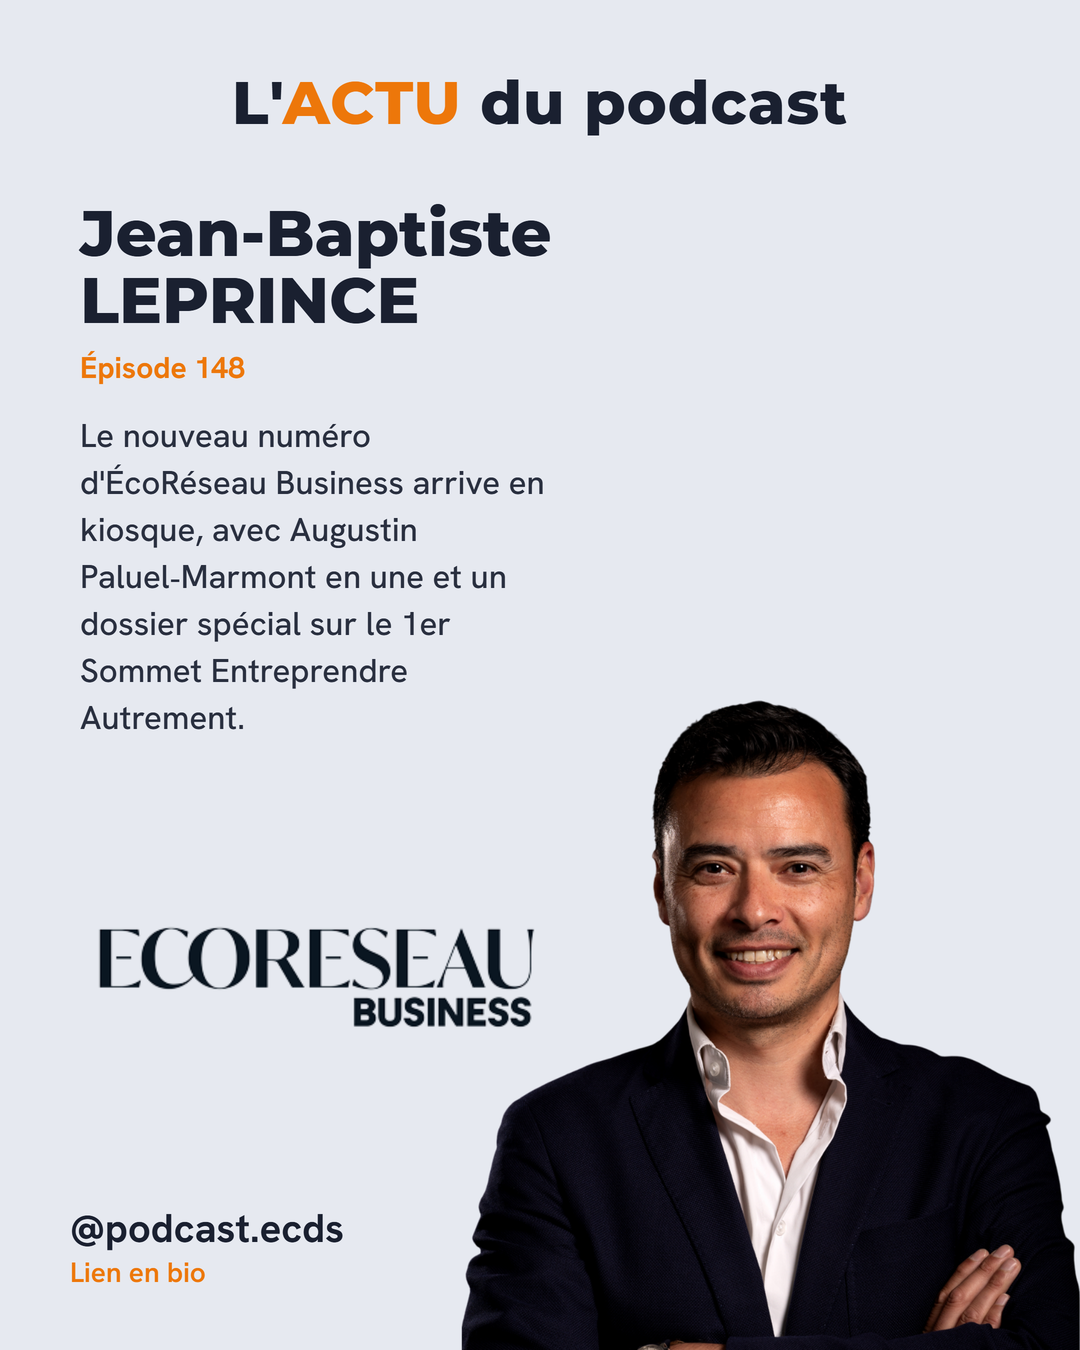 L'ACTU du podcast
Jean-Baptiste
LEPRINCE
Épisode 148
Le nouveau numéro
d'ÉcoRéseau Business arrive en
kiosque, avec Augustin
Paluel-Marmont en une et un
dossier spécial sur le 1er
Sommet Entreprendre
Autrement.
ECORESEAU
BUSINESS
@podcast.ecds
Lien en bio